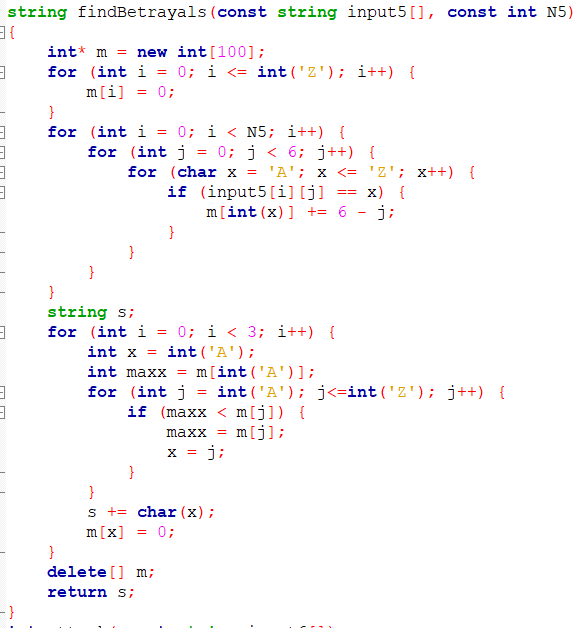 string findBetrayals(const string input5[], const int N5)
{
    int* m = new int[100];
    for (int i = 0; i <= int('Z'); i++) {
        m[i] = 0;
    }
    for (int i = 0; i < N5; i++) {
        for (int j = 0; j < 6; j++) {
            for (char x = 'A'; x <= 'Z'; x++) {
                if (input5[i][j] == x) {
                    m[int(x)] += 6 - j;
                }
            }
        }
    }
    string s;
    for (int i = 0; i < 3; i++) {
        int x = int('A');
        int maxx = m[int('A')];
        for (int j = int('A'); j<=int('Z'); j++) {
            if (maxx < m[j]) {
                maxx = m[j];
                x = j;
            }
        }
        s += char(x);
        m[x] = 0;
    }
    delete[] m;
    return s;
}